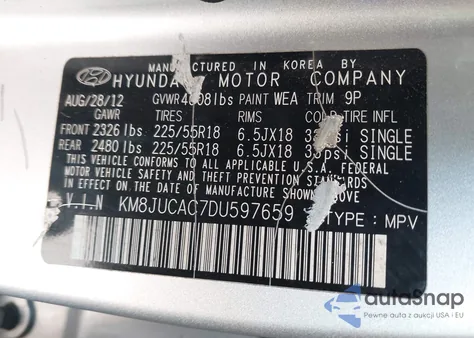 MANUFACTURED IN KOREA BY
MOTOR COMPANY
AUG/28/12 GVWR lbs PAINT WEA TRIM 9P
GAWR TIRES RIMS COLD TIRE INFL
FRONT 2326 lbs 225/55R18 6.5JX18 SINGLE
REAR 2480 lbs 225/55R18 6.5JX18 SINGLE
THIS VEHICLE CONFORMS TO ALL APPLICABLE U.S.A. FEDERAL
MOTOR VEHICLE SAFETY AND THEFT PREVENTION STANDARDS
IN EFFECT ON THE DATE OF MANUFACTURE SHOWN ABOVE.
V.I.N KM8JUCAC7DU597659 TYPE: MPV
autaSnap
Pewne auta z aukcji USA i EU